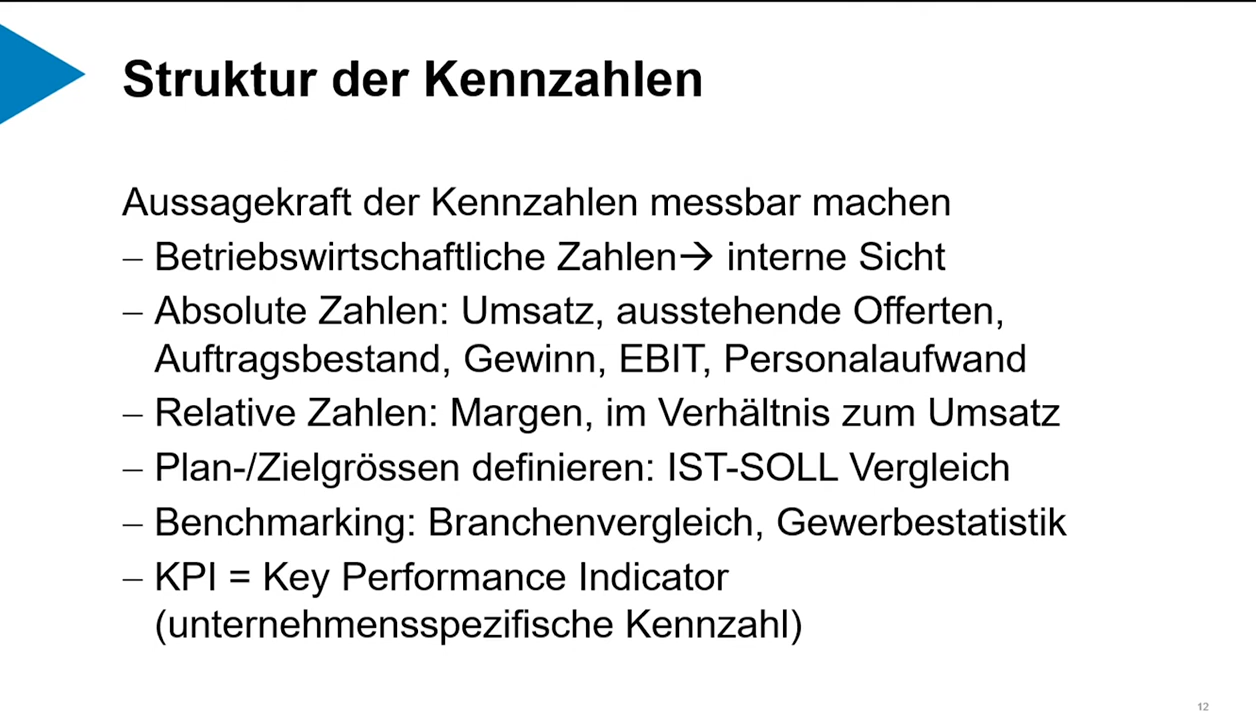 Struktur der Kennzahlen
Aussagekraft der Kennzahlen messbar machen
– Betriebswirtschaftliche Zahlen→ interne Sicht
– Absolute Zahlen: Umsatz, ausstehende Offerten,
Auftragsbestand, Gewinn, EBIT, Personalaufwand
– Relative Zahlen: Margen, im Verhältnis zum Umsatz
– Plan-/Zielgrössen definieren: IST-SOLL Vergleich
– Benchmarking: Branchenvergleich, Gewerbestatistik
– KPI = Key Performance Indicator
(unternehmensspezifische Kennzahl)
12